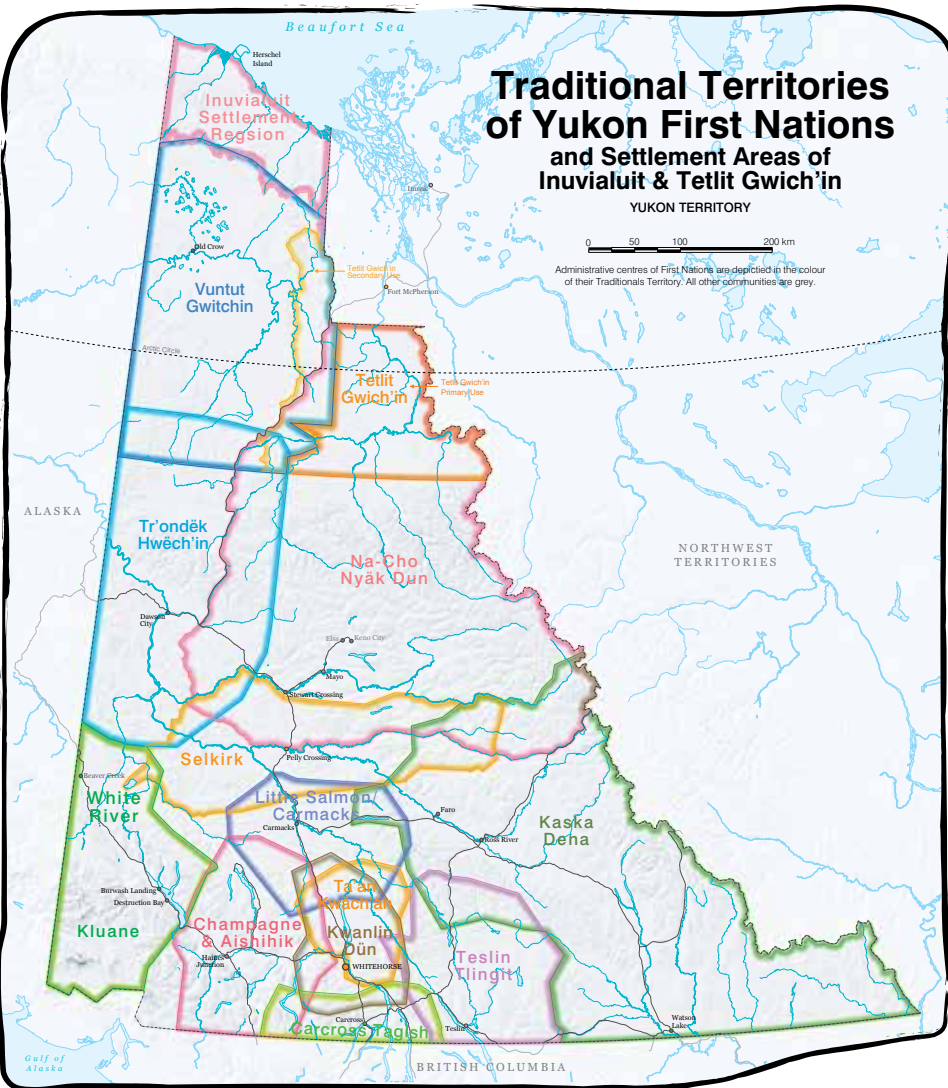 Beaufort Sea
Herschel
Island
Traditional Territories
of Yukon First Nations
and Settlement Areas of
Inuvialuit & Tetlit Gwich'in
YUKON TERRITORY
0 50 100 200 km
Administrative centres of First Nations are depictied in the colour
of their Traditionals Territory. All other communities are grey.
Inuvialuit
Settlement
Regsion
Inuvik
Old Crow
Tetlit Gwich'in
Secondary Use
Fort McPherson
Vuntut
Gwitchin
Arctic Circle
Tetlit
Gwich'in
Tetlit Gwich'in
Primary Use
ALASKA
Tr'ondëk
Hwëch'in
Na-Cho
Nyäk Dun
NORTHWEST
TERRITORIES
Dawson
City
Elsa
Keno City
Mayo
Stewart Crossing
Selkirk
Pelly Crossing
Beaver Creek
White
River
Little Salmon/
Carmacks
Carmacks
Faro
Ross River
Kaska
Dena
Burwash Landing
Destruction Bay
Ta'an
Kwäch'än
Kluane
Champagne
& Aishihik
Kwanlin
Dün
Haines
Junction
WHITEHORSE
Teslin
Tlingit
Carcross
Carcross Tagish
Teslin
Watson
Lake
Gulf of
Alaska
BRITISH COLUMBIA